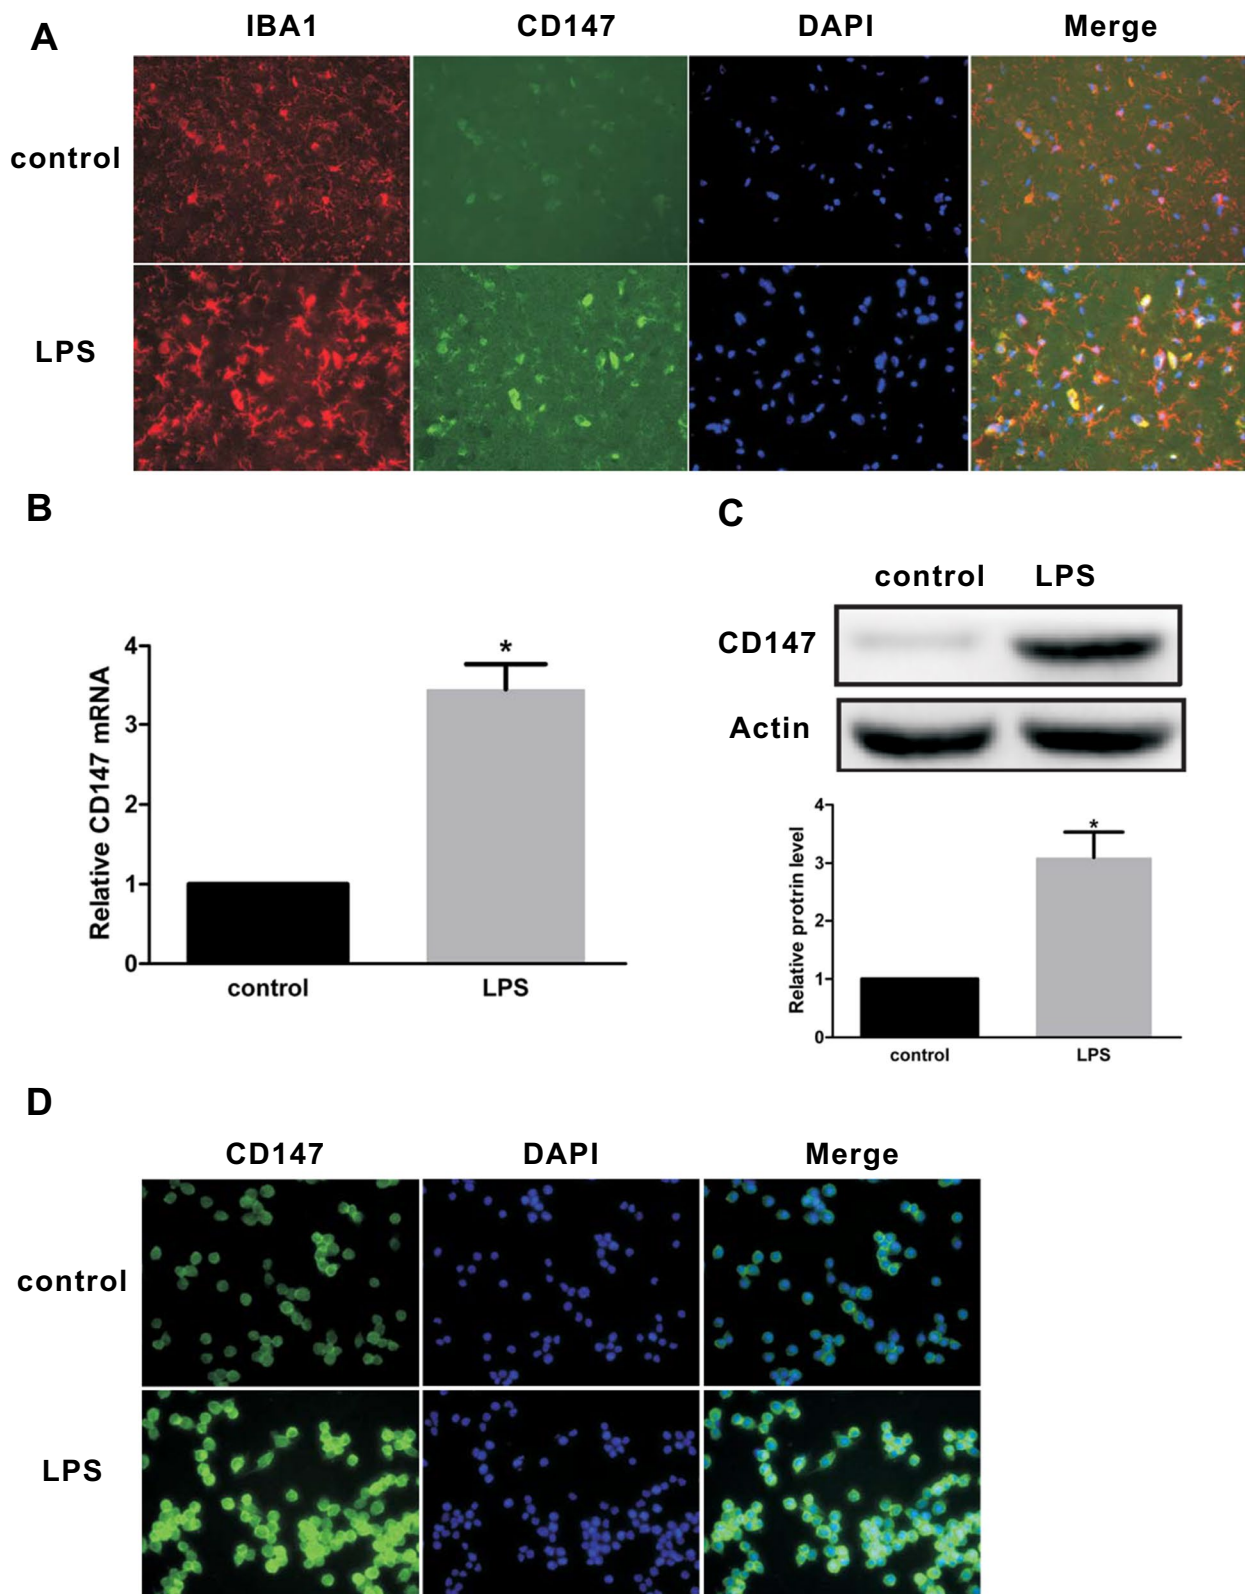 A
IBA1 CD147 DAPI Merge
control
LPS
B
C
control LPS
CD147
Actin
4
3
2
1
0
Relative CD147 mRNA
*
control LPS
4
3
2
1
0
Relative protrin level
*
control LPS
D
CD147 DAPI Merge
control
LPS